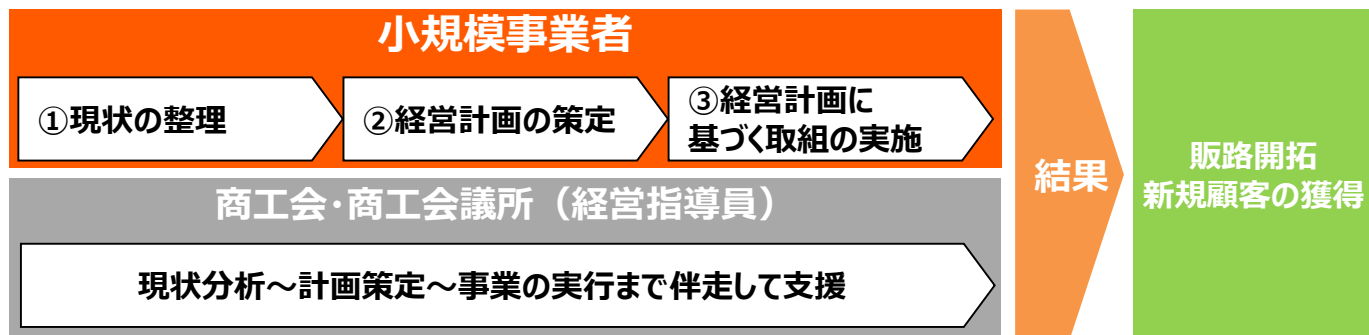 小規模事業者
①現状の整理
②経営計画の策定
③経営計画に
基づく取組の実施
商工会・商工会議所（経営指導員）
現状分析～計画策定～事業の実行まで伴走して支援
結果
販路開拓
新規顧客の獲得